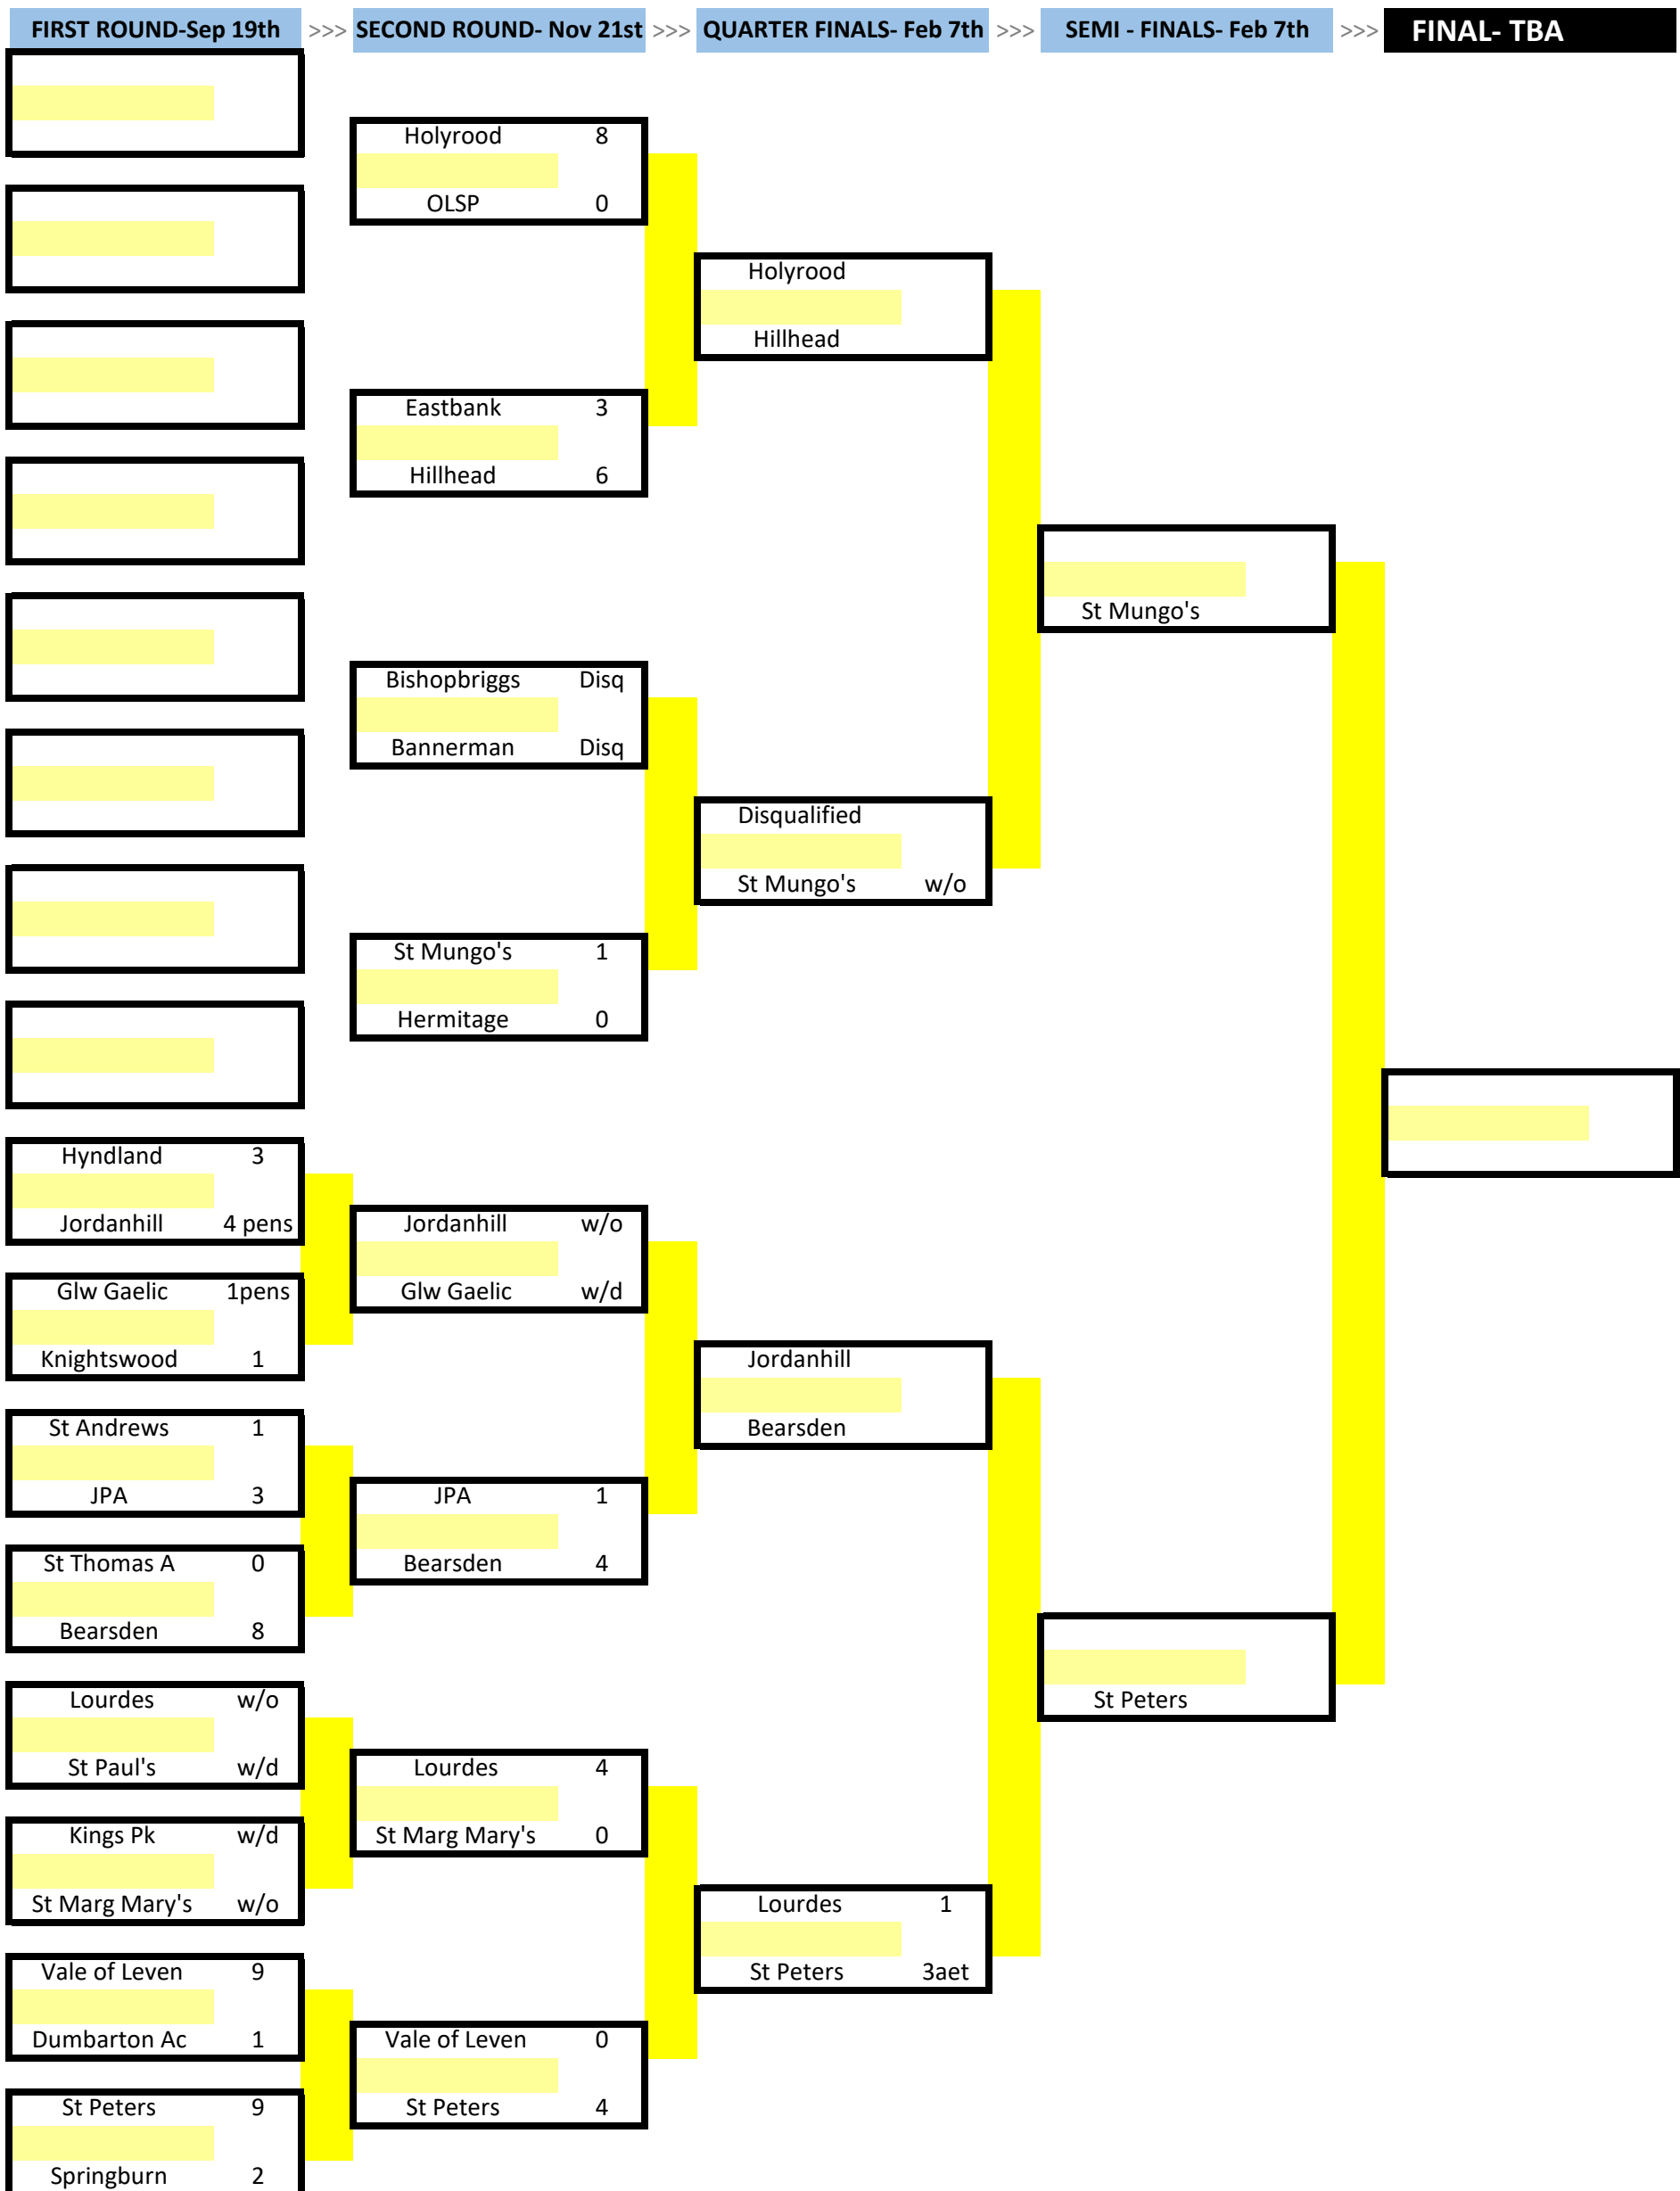 FIRST ROUND-Sep 19th >>> SECOND ROUND- Nov 21st >>> QUARTER FINALS- Feb 7th >>> SEMI - FINALS- Feb 7th >>> FINAL- TBA
Holyrood 8
OLSP 0
Holyrood
Hillhead
Eastbank 3
Hillhead 6
St Mungo's
Bishopbriggs Disq
Bannerman Disq
Disqualified
St Mungo's w/o
St Mungo's 1
Hermitage 0
Hyndland 3
Jordanhill 4 pens
Jordanhill w/o
Glw Gaelic w/d
Glw Gaelic 1pens
Knightswood 1
Jordanhill
Bearsden
St Andrews 1
JPA 3
JPA 1
Bearsden 4
St Thomas A 0
Bearsden 8
St Peters
Lourdes w/o
St Paul's w/d
Lourdes 4
St Marg Mary's 0
Kings Pk w/d
St Marg Mary's w/o
Lourdes 1
St Peters 3aet
Vale of Leven 9
Dumbarton Ac 1
Vale of Leven 0
St Peters 4
St Peters 9
Springburn 2